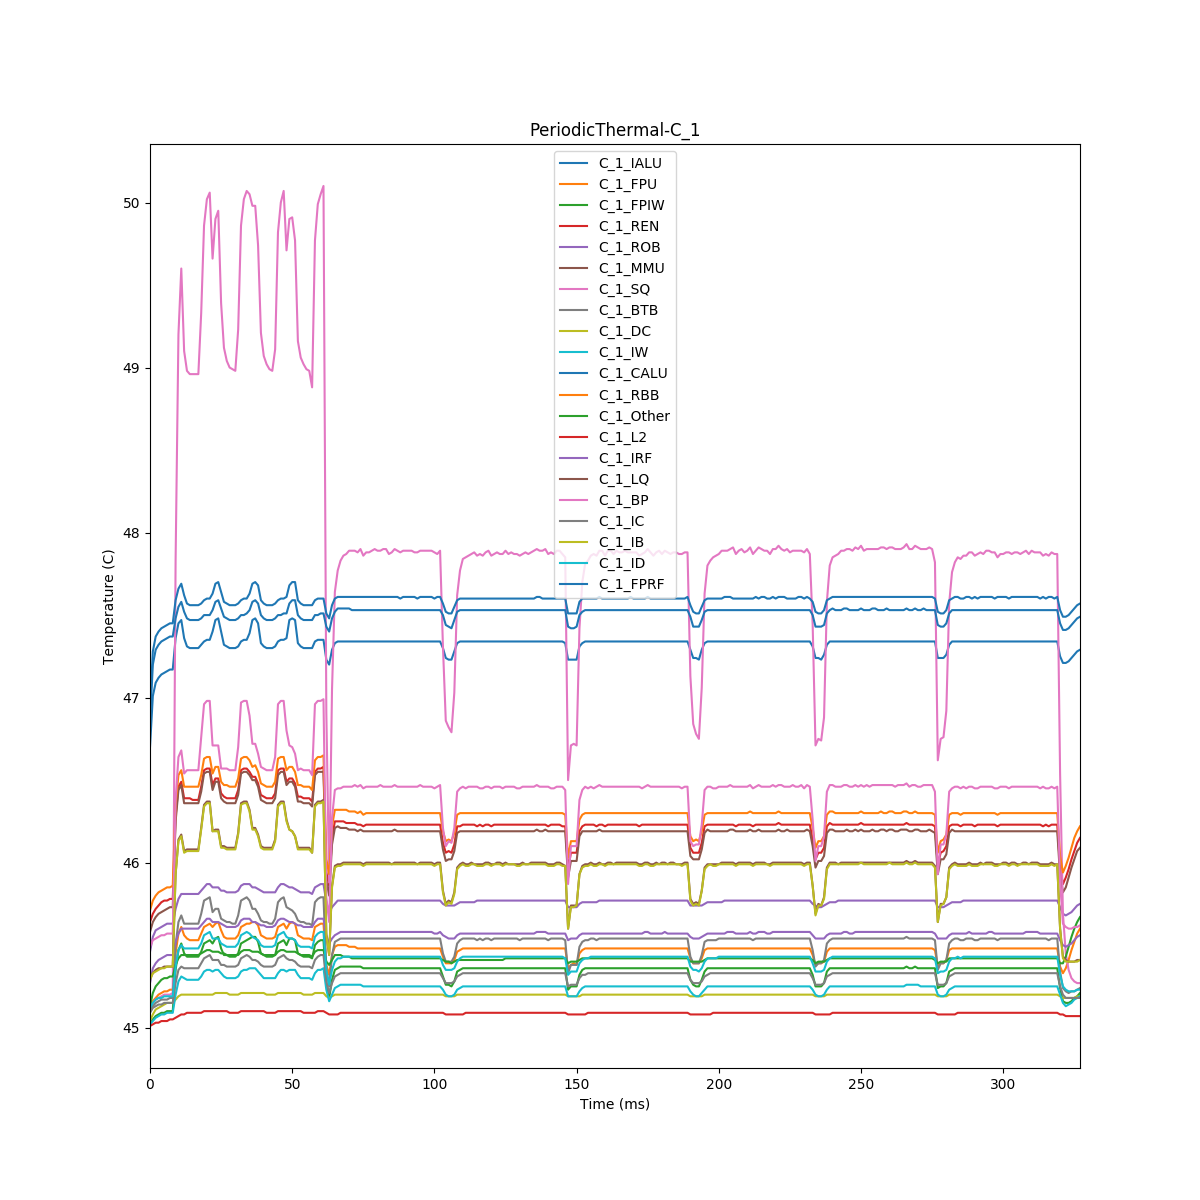 PeriodicThermal-C_1
C_1_IALU
C_1_FPU
C_1_FPIW
C_1_REN
C_1_ROB
C_1_MMU
C_1_SQ
C_1_BTB
C_1_DC
C_1_IW
C_1_CALU
C_1_RBB
C_1_Other
C_1_L2
C_1_IRF
C_1_LQ
C_1_BP
C_1_IC
C_1_IB
C_1_ID
C_1_FPRF
50
49
48
47
46
45
Temperature (C)
0 50 100 150 200 250 300
Time (ms)